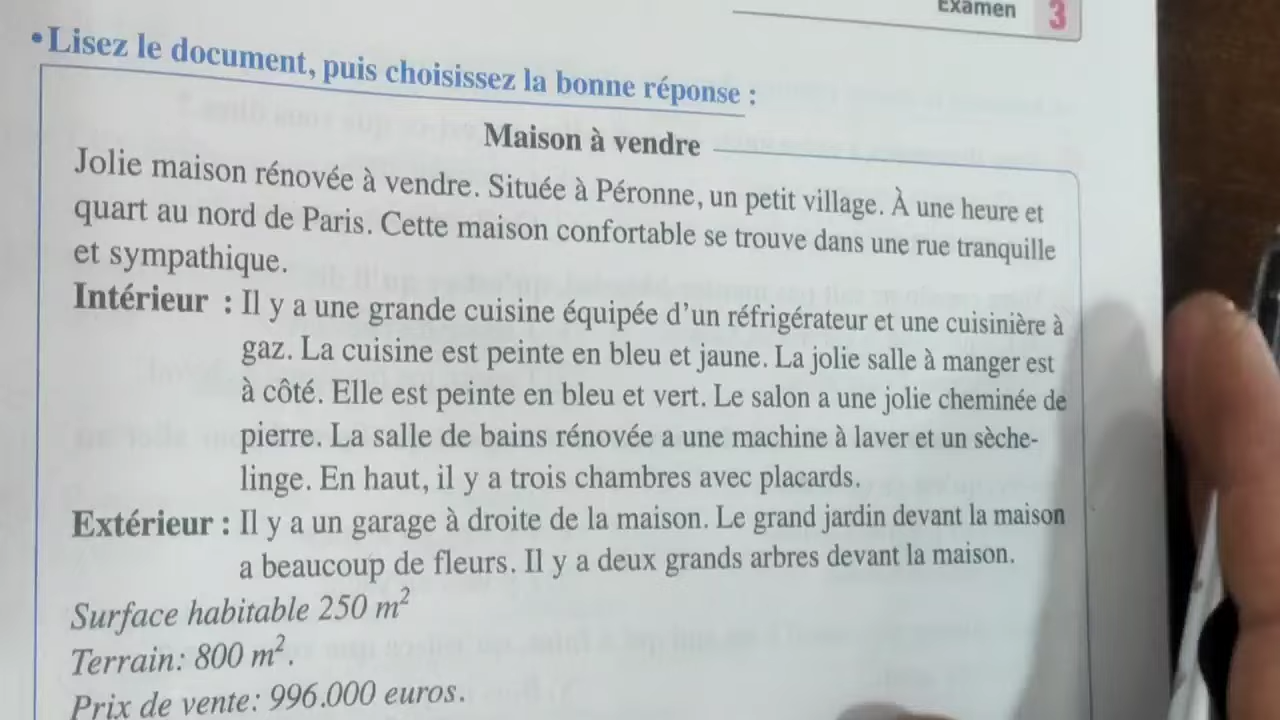 Examen 3
•Lisez le document, puis choisissez la bonne réponse :
Maison à vendre
Jolie maison rénovée à vendre. Située à Péronne, un petit village. À une heure et
quart au nord de Paris. Cette maison confortable se trouve dans une rue tranquille
et sympathique.
Intérieur : Il y a une grande cuisine équipée d'un réfrigérateur et une cuisinière à
gaz. La cuisine est peinte en bleu et jaune. La jolie salle à manger est
à côté. Elle est peinte en bleu et vert. Le salon a une jolie cheminée de
pierre. La salle de bains rénovée a une machine à laver et un sèche-
linge. En haut, il y a trois chambres avec placards.
Extérieur : Il y a un garage à droite de la maison. Le grand jardin devant la maison
a beaucoup de fleurs. Il y a deux grands arbres devant la maison.
Surface habitable 250 m²
Terrain: 800 m².
Prix de vente: 996.000 euros.